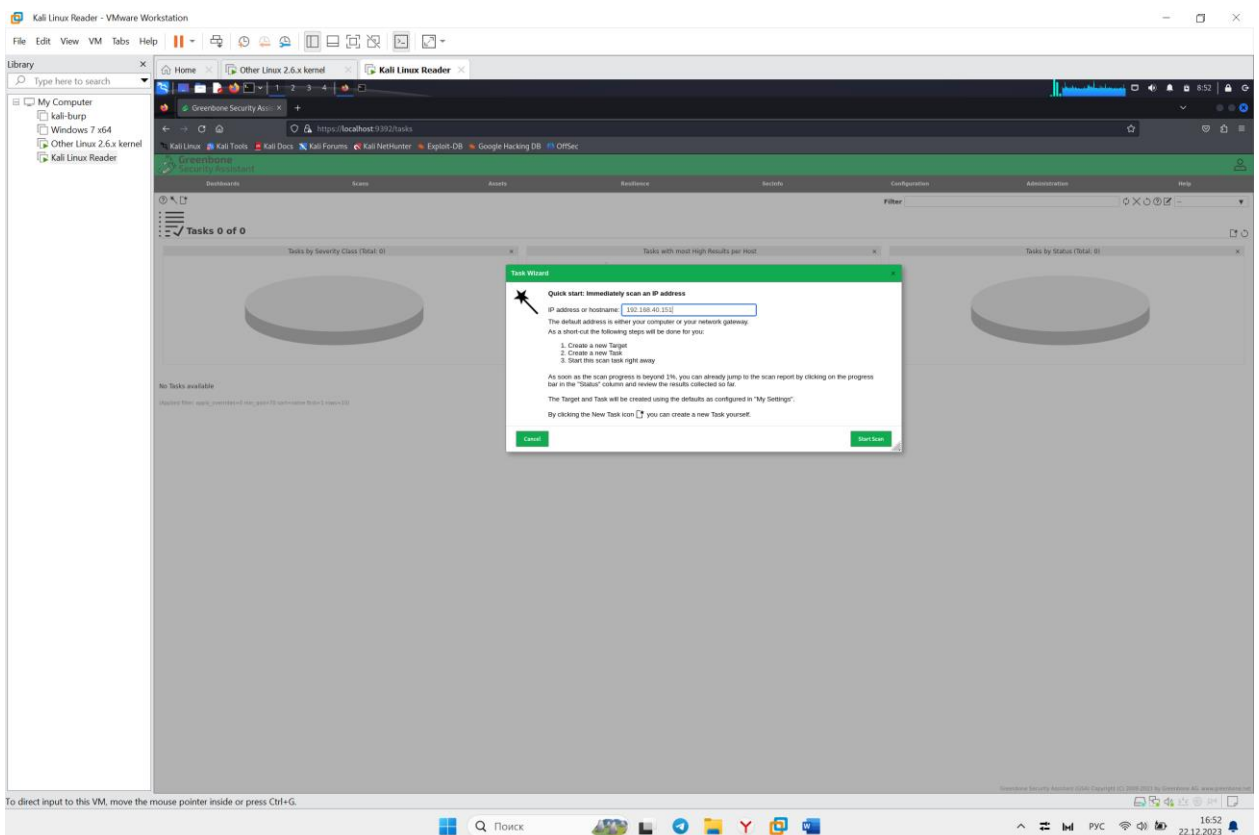 Kali Linux Reader - VMware Workstation
File Edit View VM Tabs Help
Library
Type here to search
My Computer
kali-burp
Windows 7 x64
Other Linux 2.6.x kernel
Kali Linux Reader
Home
Other Linux 2.6.x kernel
Kali Linux Reader
1 2 3 4
8:52
Greenbone Security Assis
https://localhost:9392/tasks
Kali Linux Kali Tools Kali Docs Kali Forums Kali NetHunter Exploit-DB Google Hacking DB OffSec
Greenbone
Security Assistant
Dashboards Scans Assets Resilience SecInfo Configuration Administration Help
Filter
Tasks 0 of 0
Tasks by Severity Class (Total: 0)
Tasks with most High Results per Host
Tasks by Status (Total: 0)
No Tasks available
Task Wizard
Quick start: Immediately scan an IP address
IP address or hostname: 192.168.40.151
The default address is either your computer or your network gateway.
As a short-cut the following steps will be done for you:
1. Create a new Target
2. Create a new Task
3. Start this scan task right away
As soon as the scan progress is beyond 1%, you can already jump to the scan report by clicking on the progress
bar in the "Status" column and review the results collected so far.
The Target and Task will be created using the defaults as configured in "My Settings".
By clicking the New Task icon you can create a new Task yourself.
Cancel
Start Scan
To direct input to this VM, move the mouse pointer inside or press Ctrl+G.
Поиск
РУС
16:52
22.12.2023